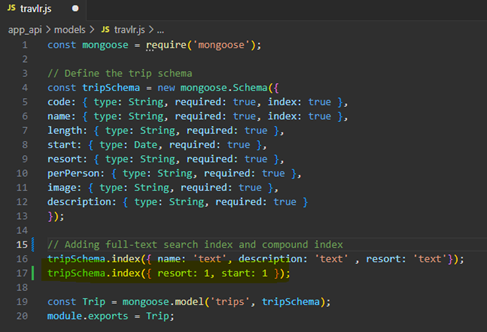 JS travlr.js ●
app_api > models > JS travlr.js > ...
1 const mongoose = require('mongoose');
2
3 // Define the trip schema
4 const tripSchema = new mongoose.Schema({
5 code: { type: String, required: true, index: true },
6 name: { type: String, required: true, index: true },
7 length: { type: String, required: true },
8 start: { type: Date, required: true },
9 resort: { type: String, required: true },
10 perPerson: { type: String, required: true },
11 image: { type: String, required: true },
12 description: { type: String, required: true }
13 });
14
15 // Adding full-text search index and compound index
16 tripSchema.index({ name: 'text', description: 'text' , resort: 'text'});
17 tripSchema.index({ resort: 1, start: 1 });
18
19 const Trip = mongoose.model('trips', tripSchema);
20 module.exports = Trip;